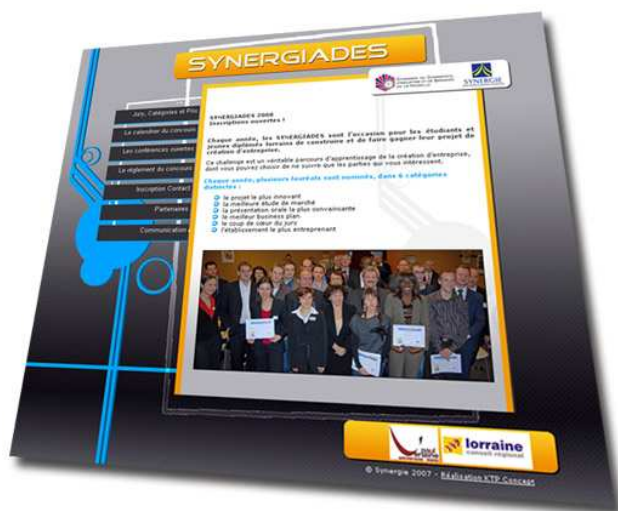 SYNERGIADES
SYNERGIE
Jury, Catégories et Prix
Le calendrier du concours
Les conférences ouvertes
Le règlement du concours
Inscription Contact
Partenaires
Communication
SYNERGIADES 2008
Inscriptions ouvertes !
Chaque année, les SYNERGIADES sont l'occasion pour les étudiants et
jeunes diplômés lorrains de construire et de faire gagner leur projet de
création d'entreprise.
Ce challenge est un véritable parcours d'apprentissage de la création d'entreprise,
dont vous pouvez choisir de ne suivre que les parties qui vous intéressent.
Chaque année, plusieurs lauréats sont nominés, dans 6 catégories
distinctes :
le projet le plus innovant
la meilleure étude de marché
la présentation orale la plus convaincante
le meilleur business plan
le coup de cœur du jury
l'établissement le plus entreprenant
lorraine
conseil régional
© Synergie 2007 - Réalisation KTP Concept